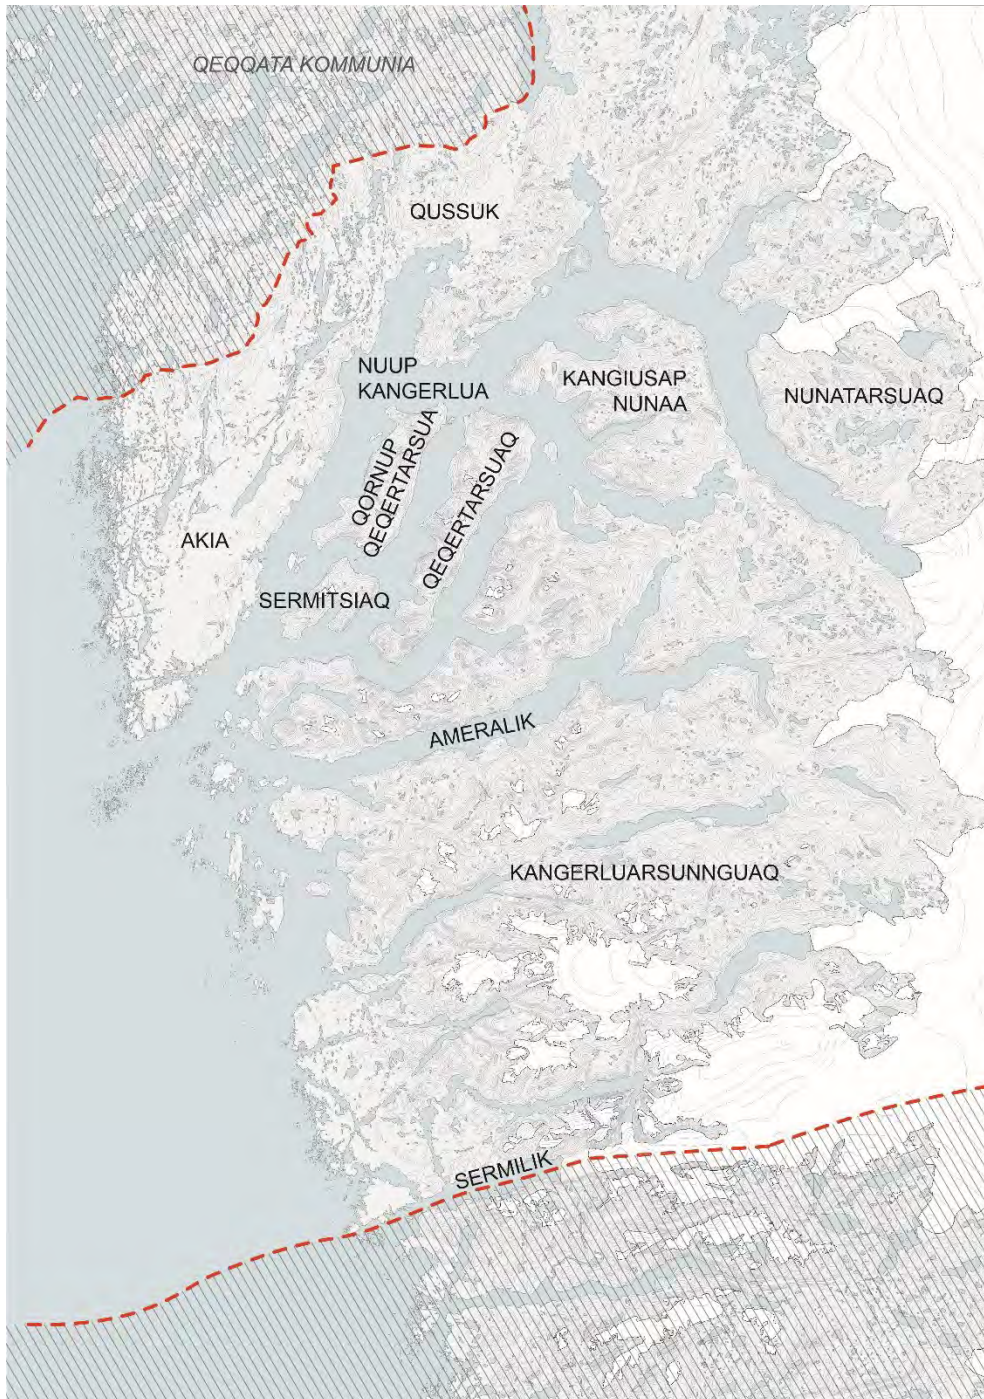 QEQQATA KOMMUNIA
QUSSUK
NUUP
KANGERLUA
KANGIUSAP
NUNAA
NUNATARSUAQ
QORNUP
QEQERTARSUA
QEQERTARSUAQ
AKIA
SERMITSIAQ
AMERALIK
KANGERLUARSUNNGUAQ
SERMILIK